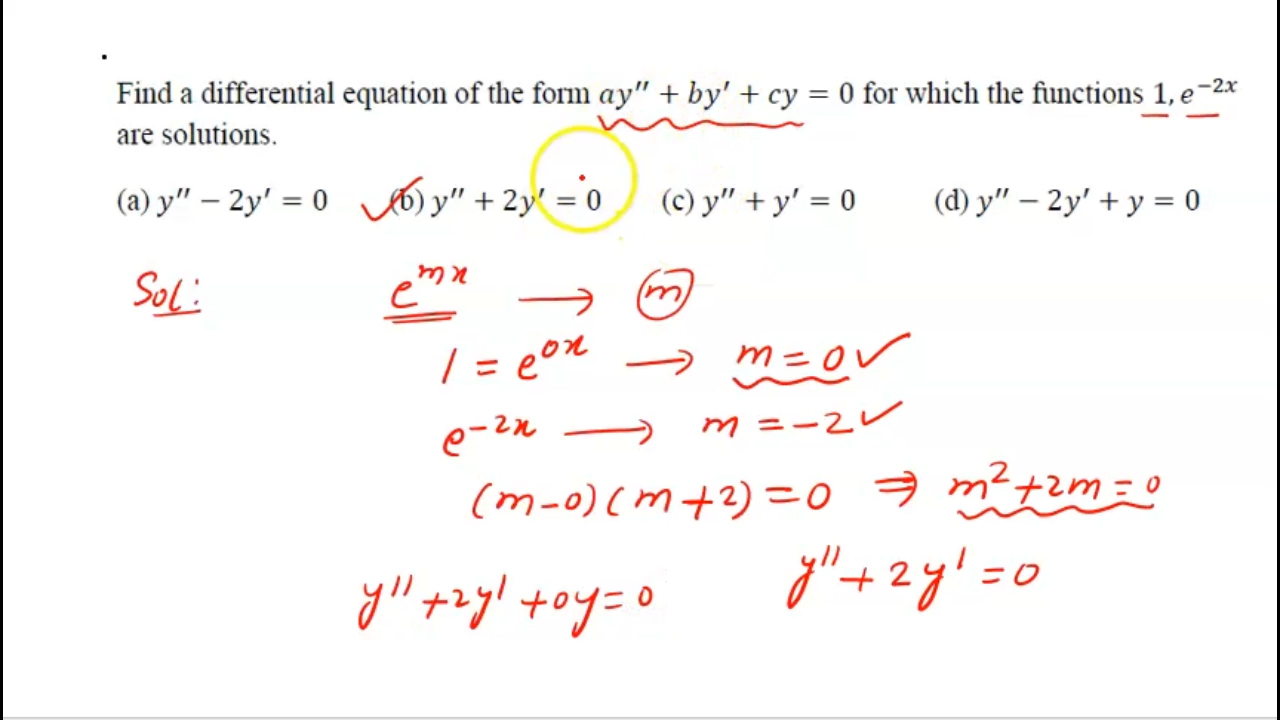 Find a differential equation of the form ay′′ + by′ + cy = 0 for which the functions 1, e⁻²ˣ
are solutions.
(a) y′′ − 2y′ = 0 (b) y′′ + 2y′ = 0 (c) y′′ + y′ = 0 (d) y′′ − 2y′ + y = 0
Sol: eᵐˣ → m
1 = e⁰ˣ → m = 0 ✓
e⁻²ˣ → m = −2 ✓
(m−0)(m+2) = 0 ⇒ m²+2m = 0
y′′ + 2y′ = 0
y′′ + 2y′ + 0y = 0